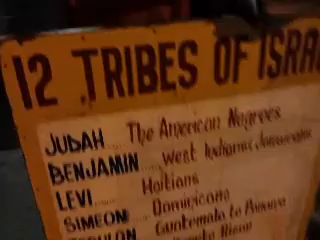 12 TRIBES OF ISRA
JUDAH..... The American Negroes
BENJAMIN..... West Indians Jamaicans
LEVI..... Haitians
SIMEON..... Dominicans
ZEBULON..... Guatemala to Panama